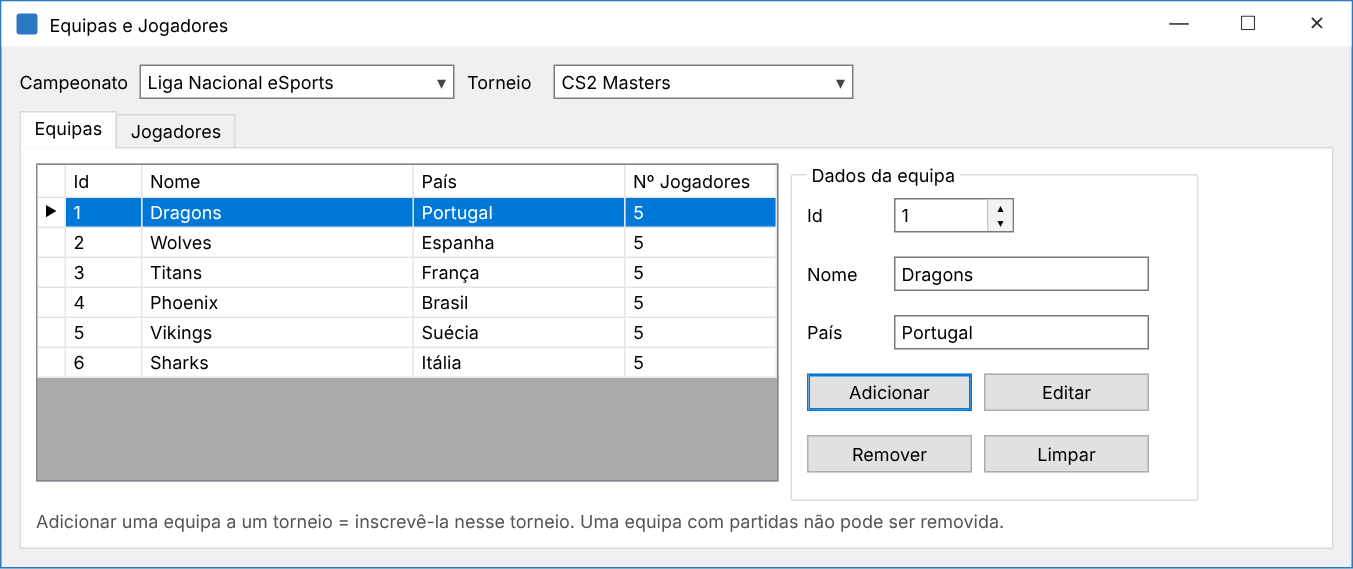 Equipas e Jogadores
Campeonato Liga Nacional eSports Torneio CS2 Masters
Equipas Jogadores
Id Nome País Nº Jogadores
1 Dragons Portugal 5
2 Wolves Espanha 5
3 Titans França 5
4 Phoenix Brasil 5
5 Vikings Suécia 5
6 Sharks Itália 5
Dados da equipa
Id 1
Nome Dragons
País Portugal
Adicionar Editar
Remover Limpar
Adicionar uma equipa a um torneio = inscrevê-la nesse torneio. Uma equipa com partidas não pode ser removida.